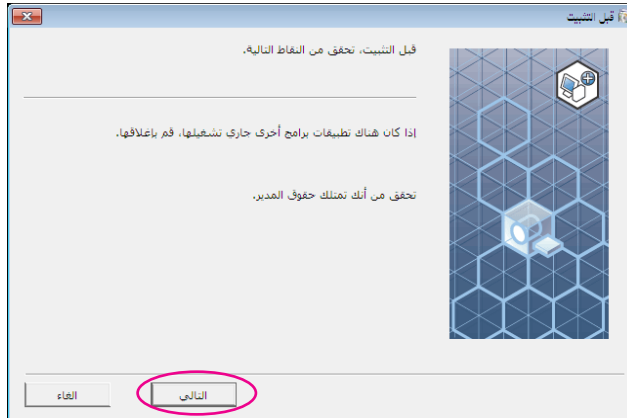 قبل التثبيت
قبل التثبيت، تحقق من النقاط التالية.
إذا كان هناك تطبيقات برامج أخرى جاري تشغيلها، قم بإغلاقها.
تحقق من أنك تمتلك حقوق المدير.
التالي
الغاء